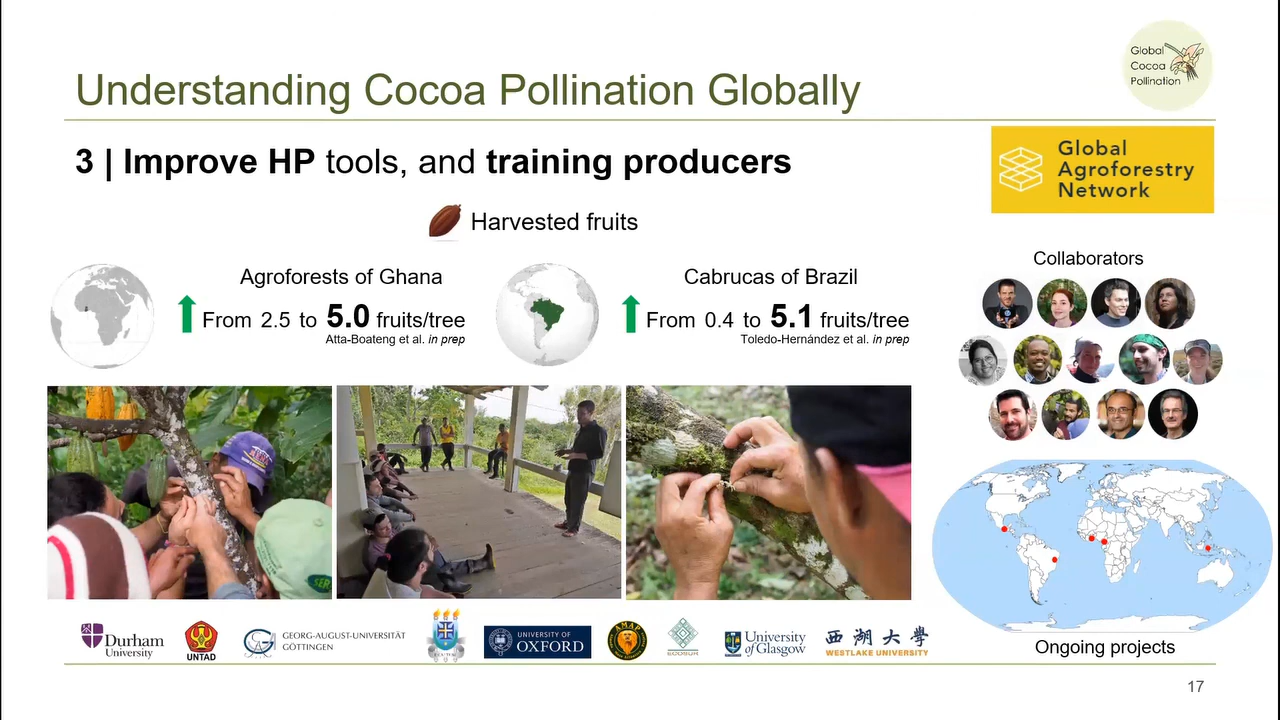 Global
Cocoa
Pollination
Understanding Cocoa Pollination Globally
3 | Improve HP tools, and training producers
Global
Agroforestry
Network
Harvested fruits
Agroforests of Ghana
From 2.5 to 5.0 fruits/tree
Atta-Boateng et al. in prep
Cabrucas of Brazil
From 0.4 to 5.1 fruits/tree
Toledo-Hernández et al. in prep
Collaborators
Durham
University
UNTAD
GEORG-AUGUST-UNIVERSITÄT
GÖTTINGEN
UNIVERSITY OF
OXFORD
AMAP
ECOSUR
University
of Glasgow
西湖大學
WESTLAKE UNIVERSITY
Ongoing projects
17